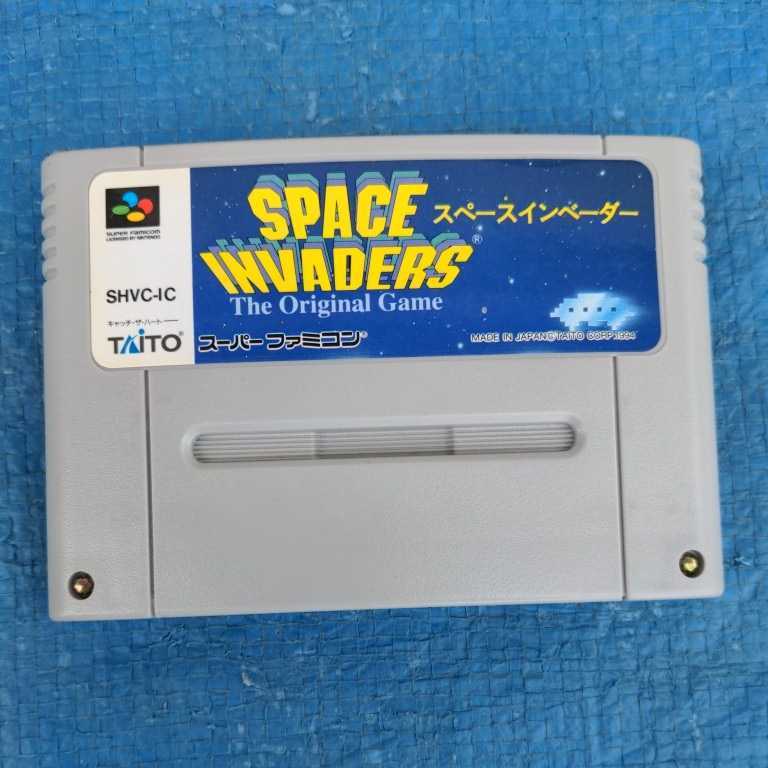 SUPER FAMICOM
LICENSED BY NINTENDO
SHVC-IC
キャッチ・ザ・ハート
TAITO®
SPACE
INVADERS®
The Original Game
スペースインベーダー
スーパーファミコン®
MADE IN JAPAN©TAITO CORP.1994